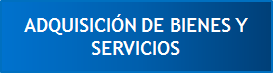 ADQUISICIÓN DE BIENES Y
SERVICIOS